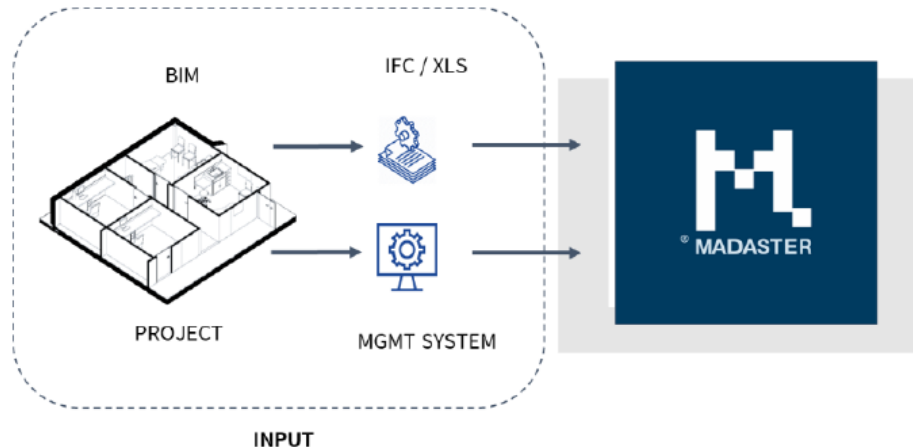 BIM
IFC / XLS
PROJECT
MGMT SYSTEM
® MADASTER
INPUT